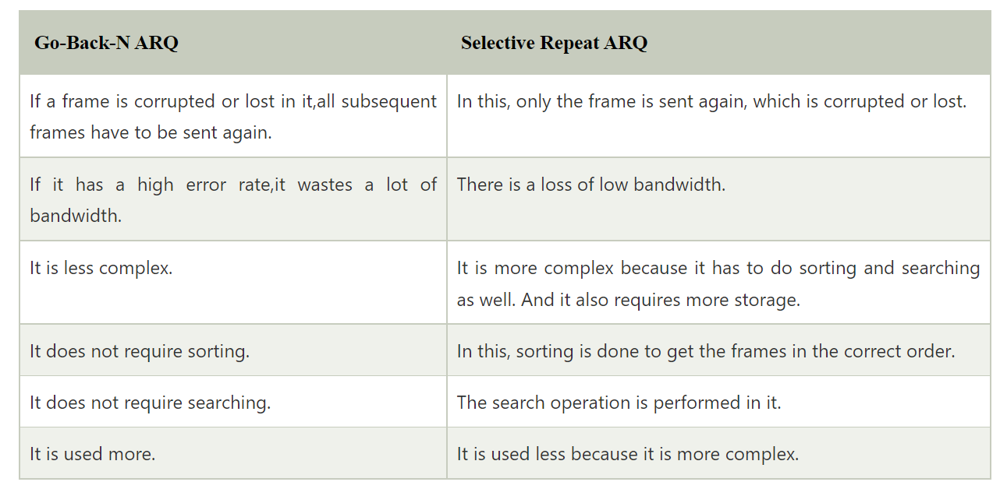 Go-Back-N ARQ
Selective Repeat ARQ
If a frame is corrupted or lost in it,all subsequent
frames have to be sent again.
In this, only the frame is sent again, which is corrupted or lost.
If it has a high error rate,it wastes a lot of
bandwidth.
There is a loss of low bandwidth.
It is less complex.
It is more complex because it has to do sorting and searching
as well. And it also requires more storage.
It does not require sorting.
In this, sorting is done to get the frames in the correct order.
It does not require searching.
The search operation is performed in it.
It is used more.
It is used less because it is more complex.